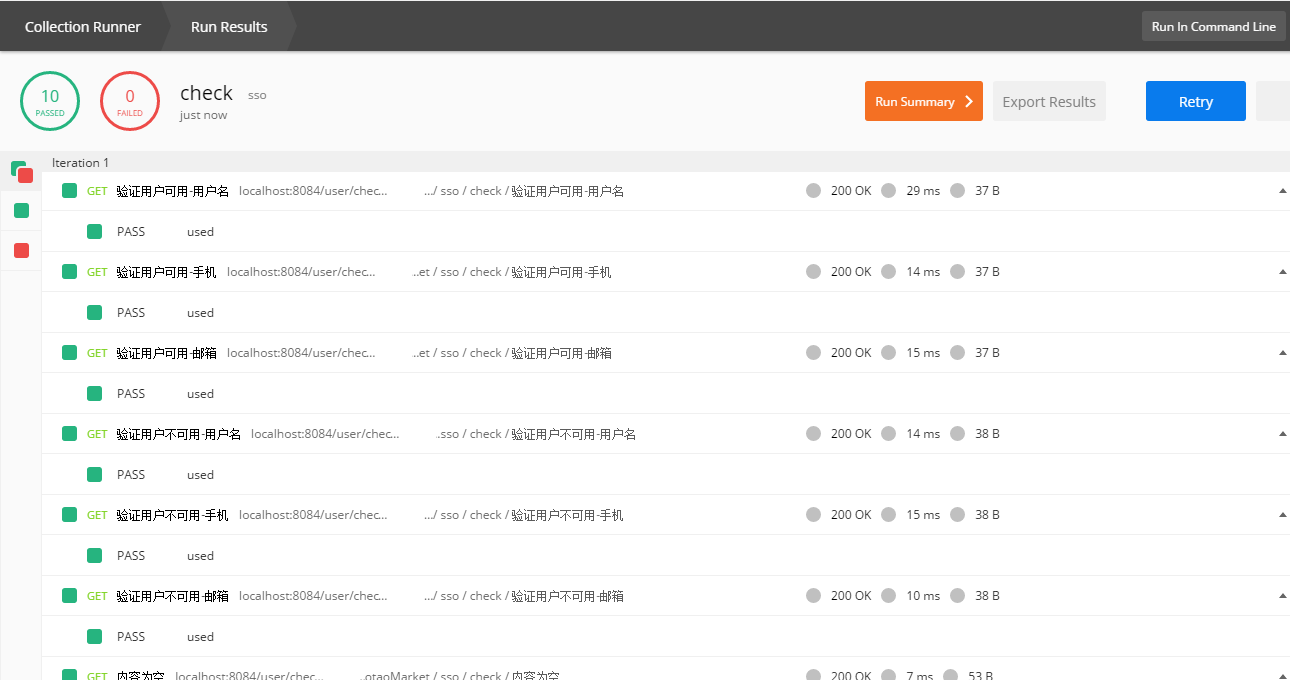 Collection Runner Run Results Run In Command Line
10 PASSED 0 FAILED check sso just now Run Summary Export Results Retry
Iteration 1
GET 验证用户可用-用户名 localhost:8084/user/chec... .../ sso / check / 验证用户可用-用户名 200 OK 29 ms 37 B
PASS used
GET 验证用户可用-手机 localhost:8084/user/chec... ..et / sso / check / 验证用户可用-手机 200 OK 14 ms 37 B
PASS used
GET 验证用户可用-邮箱 localhost:8084/user/chec... ..et / sso / check / 验证用户可用-邮箱 200 OK 15 ms 37 B
PASS used
GET 验证用户不可用-用户名 localhost:8084/user/chec... .sso / check / 验证用户不可用-用户名 200 OK 14 ms 38 B
PASS used
GET 验证用户不可用-手机 localhost:8084/user/chec... .../ sso / check / 验证用户不可用-手机 200 OK 15 ms 38 B
PASS used
GET 验证用户不可用-邮箱 localhost:8084/user/chec... .../ sso / check / 验证用户不可用-邮箱 200 OK 10 ms 38 B
PASS used
GET 内容为空 localhost:8084/user/chec... ..otaoMarket / sso / check / 内容为空 200 OK 7 ms 53 B